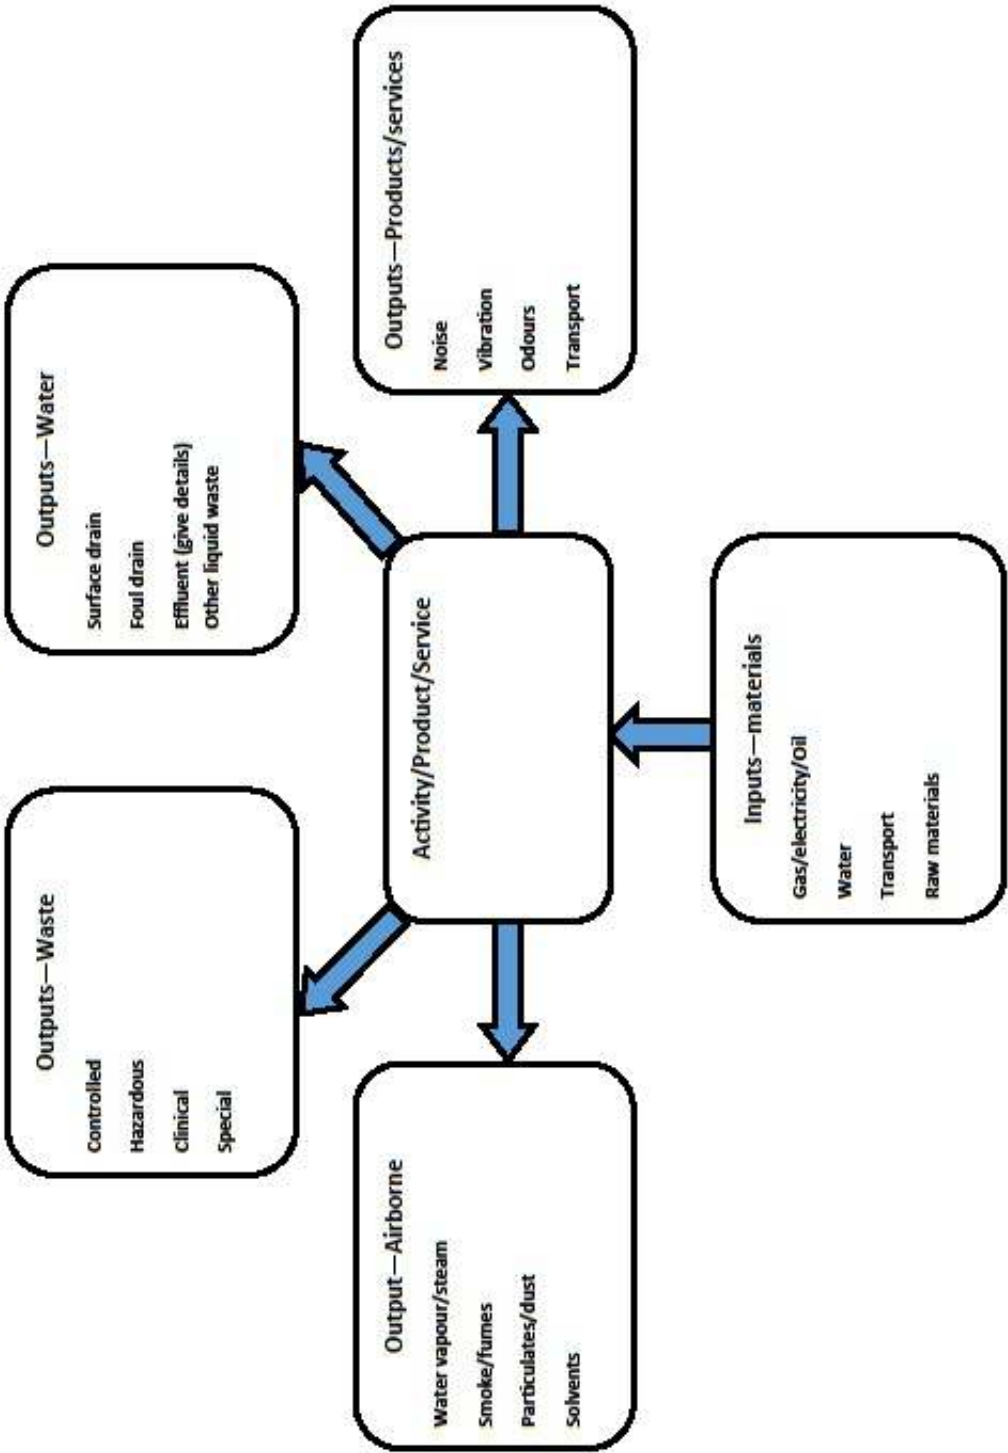 Outputs—Waste
Controlled
Hazardous
Clinical
Special
Outputs—Water
Surface drain
Foul drain
Effluent (give details)
Other liquid waste
Output—Airborne
Water vapour/steam
Smoke/fumes
Particulates/dust
Solvents
Activity/Product/Service
Outputs—Products/services
Noise
Vibration
Odours
Transport
Inputs—materials
Gas/electricity/Oil
Water
Transport
Raw materials